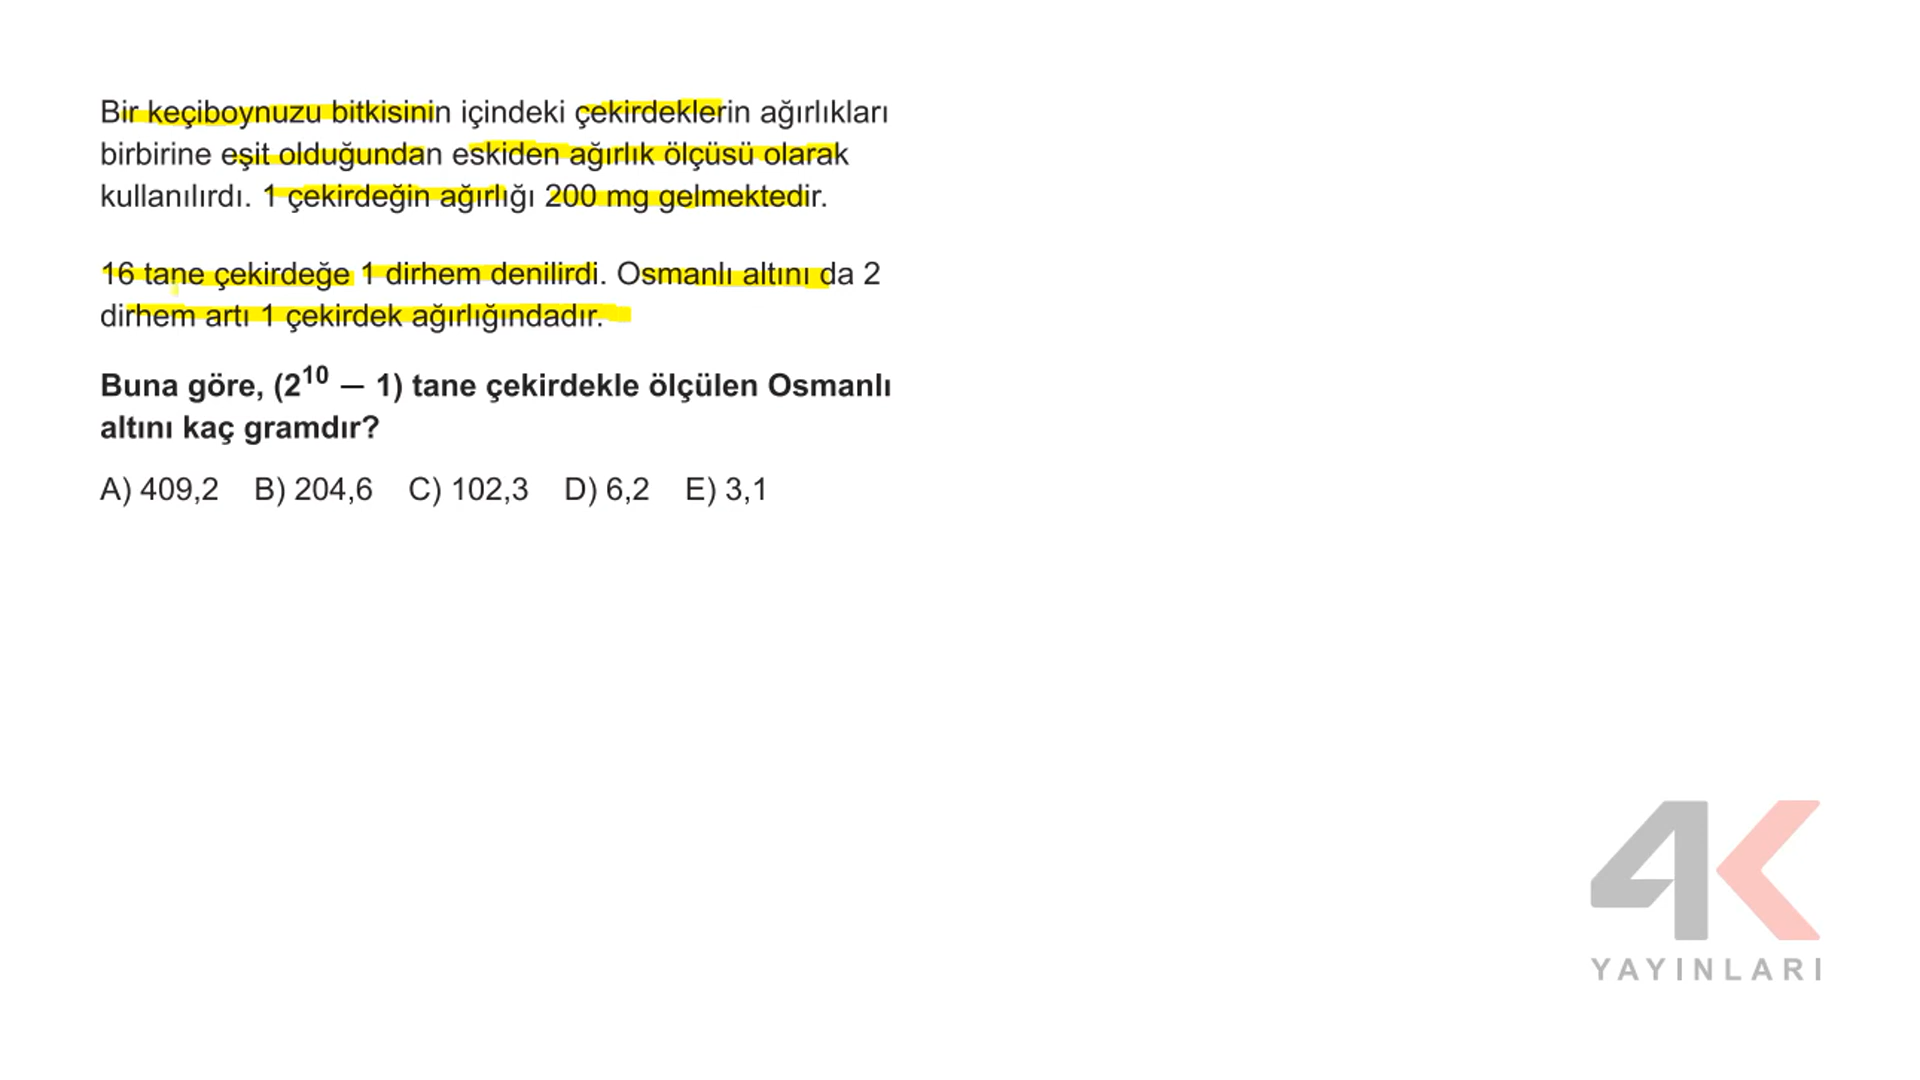 Bir keçiboynuzu bitkisinin içindeki çekirdeklerin ağırlıkları
birbirine eşit olduğundan eskiden ağırlık ölçüsü olarak
kullanılırdı. 1 çekirdeğin ağırlığı 200 mg gelmektedir.
16 tane çekirdeğe 1 dirhem denilirdi. Osmanlı altını da 2
dirhem artı 1 çekirdek ağırlığındadır.
Buna göre, (2¹⁰ — 1) tane çekirdekle ölçülen Osmanlı
altını kaç gramdır?
A) 409,2 B) 204,6 C) 102,3 D) 6,2 E) 3,1
4K
YAYINLARI